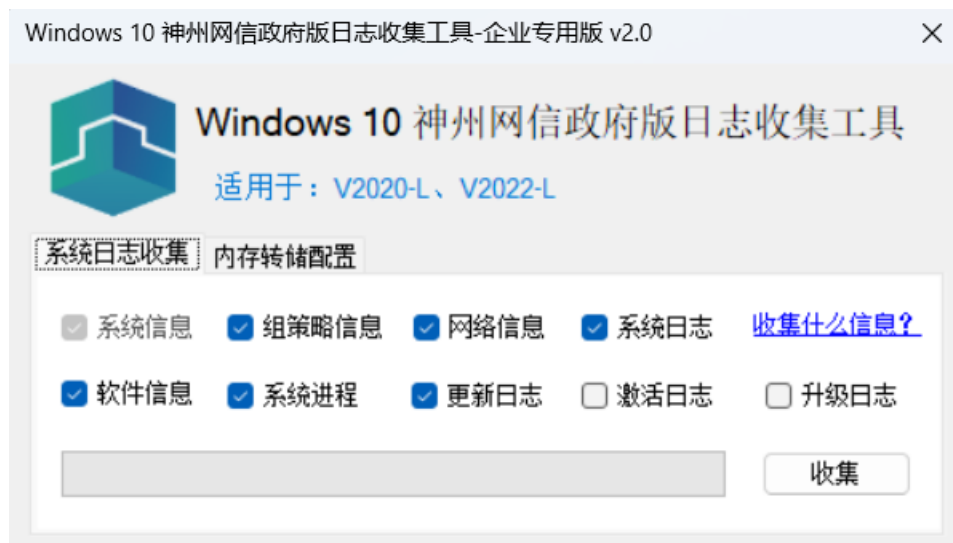 Windows 10 神州网信政府版日志收集工具-企业专用版 v2.0
Windows 10 神州网信政府版日志收集工具
适用于：V2020-L、V2022-L
系统日志收集 内存转储配置
系统信息 组策略信息 网络信息 系统日志 收集什么信息？
软件信息 系统进程 更新日志 激活日志 升级日志
收集